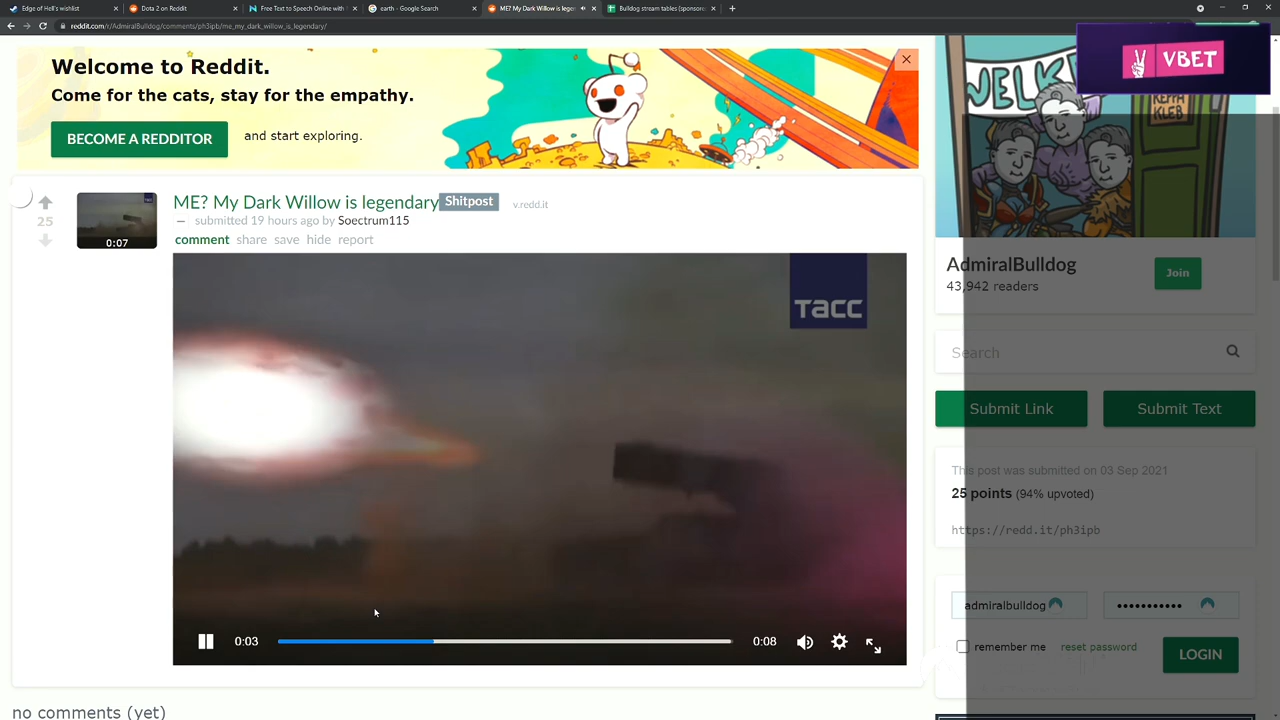 Edge of Hell's wishlist
Dota 2 on Reddit
Free Text to Speech Online with
earth - Google Search
ME? My Dark Willow is legen
Bulldog stream tables (sponsore
reddit.com/r/AdmiralBulldog/comments/ph3ipb/me_my_dark_willow_is_legendary/
Welcome to Reddit.
Come for the cats, stay for the empathy.
BECOME A REDDITOR
and start exploring.
WELK
KEPPA
KLEB
VBET
25
0:07
ME? My Dark Willow is legendary Shitpost v.redd.it
submitted 19 hours ago by Soectrum115
comment share save hide report
ТАСС
0:03
0:08
AdmiralBulldog
43,942 readers
Join
Search
Submit Link
Submit Text
This post was submitted on 03 Sep 2021
25 points (94% upvoted)
https://redd.it/ph3ipb
admiralbulldog
remember me
reset password
LOGIN
no comments (yet)